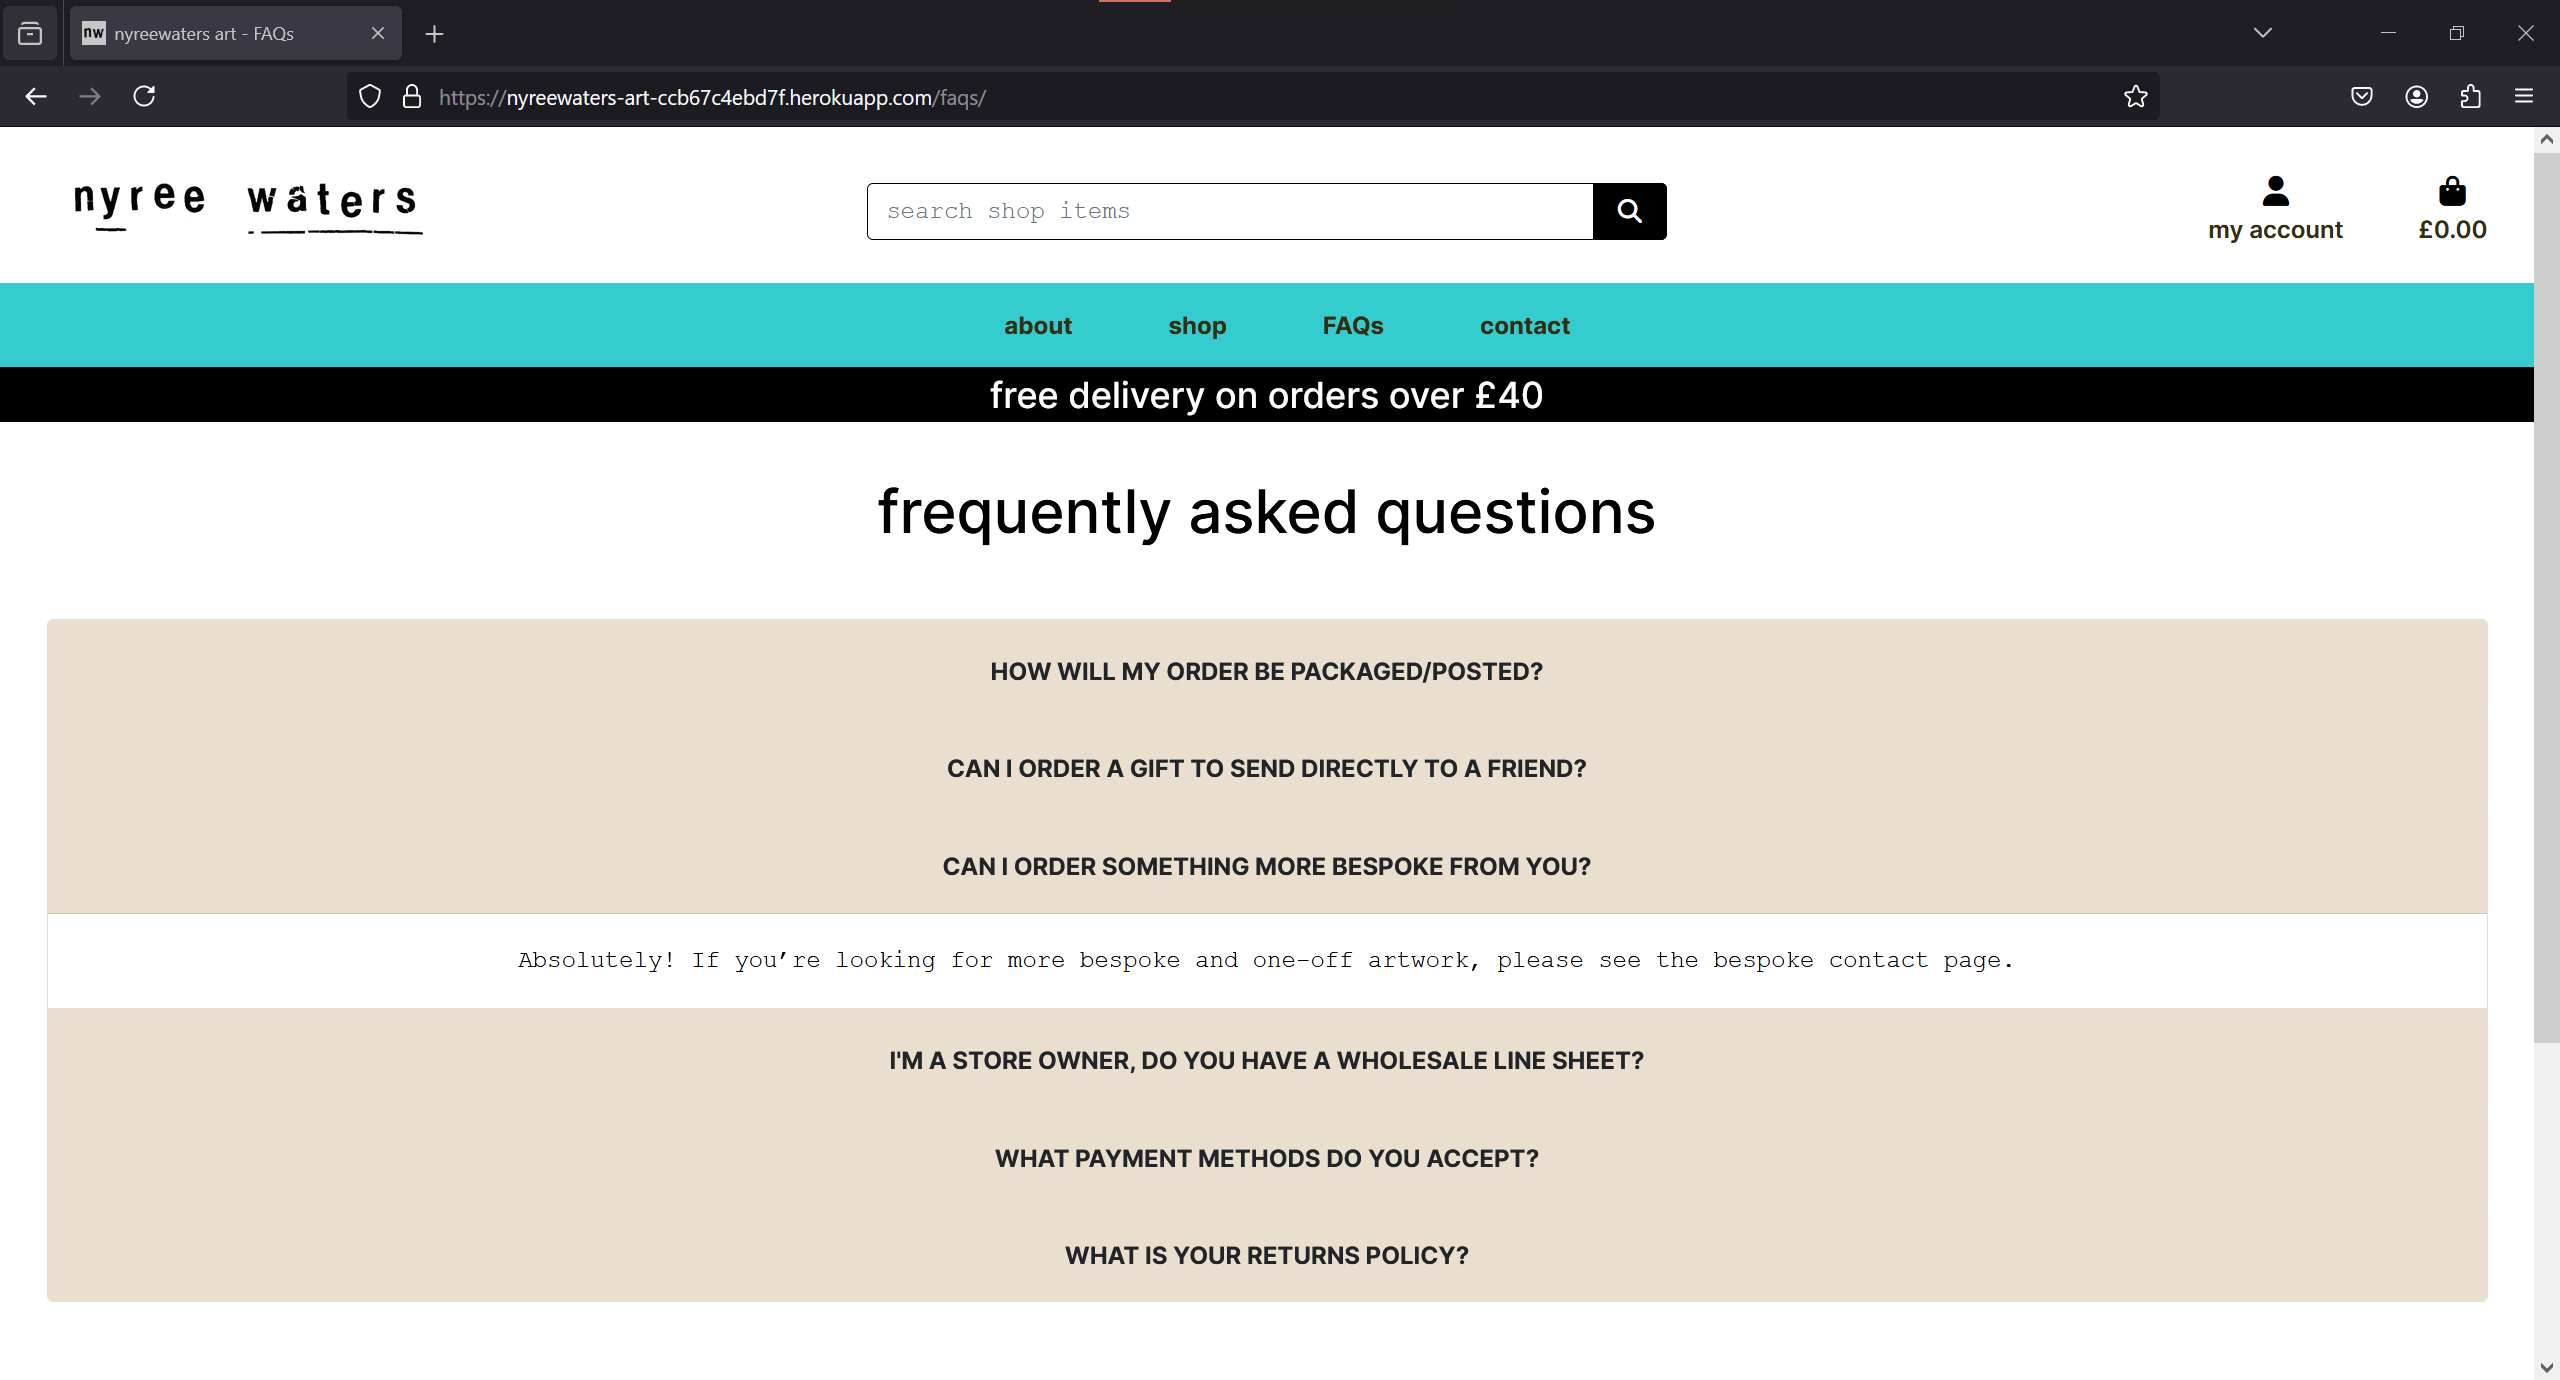 nw nyreewaters art - FAQs
https://nyreewaters-art-ccb67c4ebd7f.herokuapp.com/faqs/
nyree waters
search shop items
my account
£0.00
about shop FAQs contact
free delivery on orders over £40
frequently asked questions
HOW WILL MY ORDER BE PACKAGED/POSTED?
CAN I ORDER A GIFT TO SEND DIRECTLY TO A FRIEND?
CAN I ORDER SOMETHING MORE BESPOKE FROM YOU?
Absolutely! If you’re looking for more bespoke and one-off artwork, please see the bespoke contact page.
I'M A STORE OWNER, DO YOU HAVE A WHOLESALE LINE SHEET?
WHAT PAYMENT METHODS DO YOU ACCEPT?
WHAT IS YOUR RETURNS POLICY?